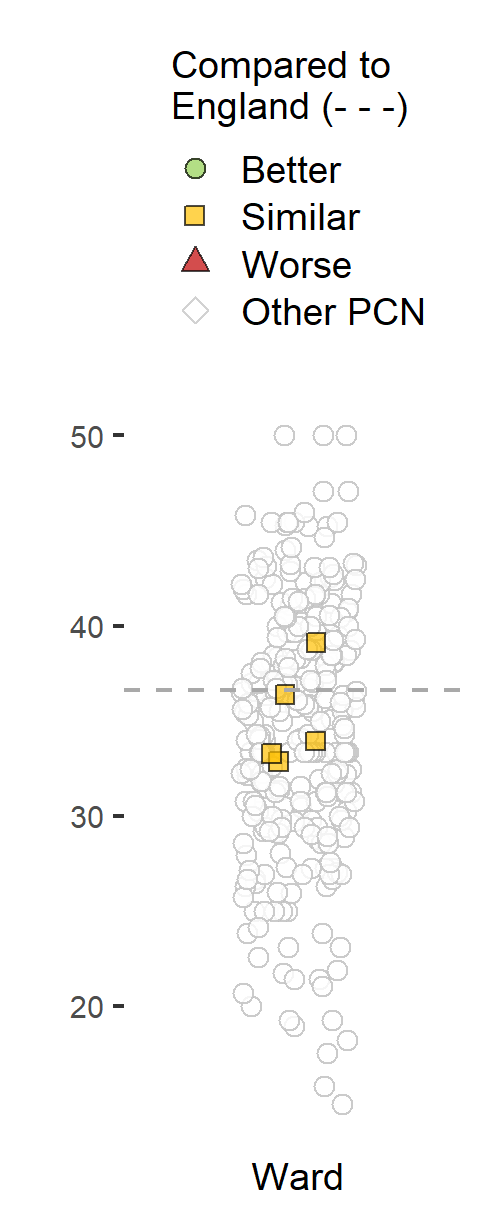 Compared to
England (- - -)
Better
Similar
Worse
Other PCN
50
40
30
20
Ward